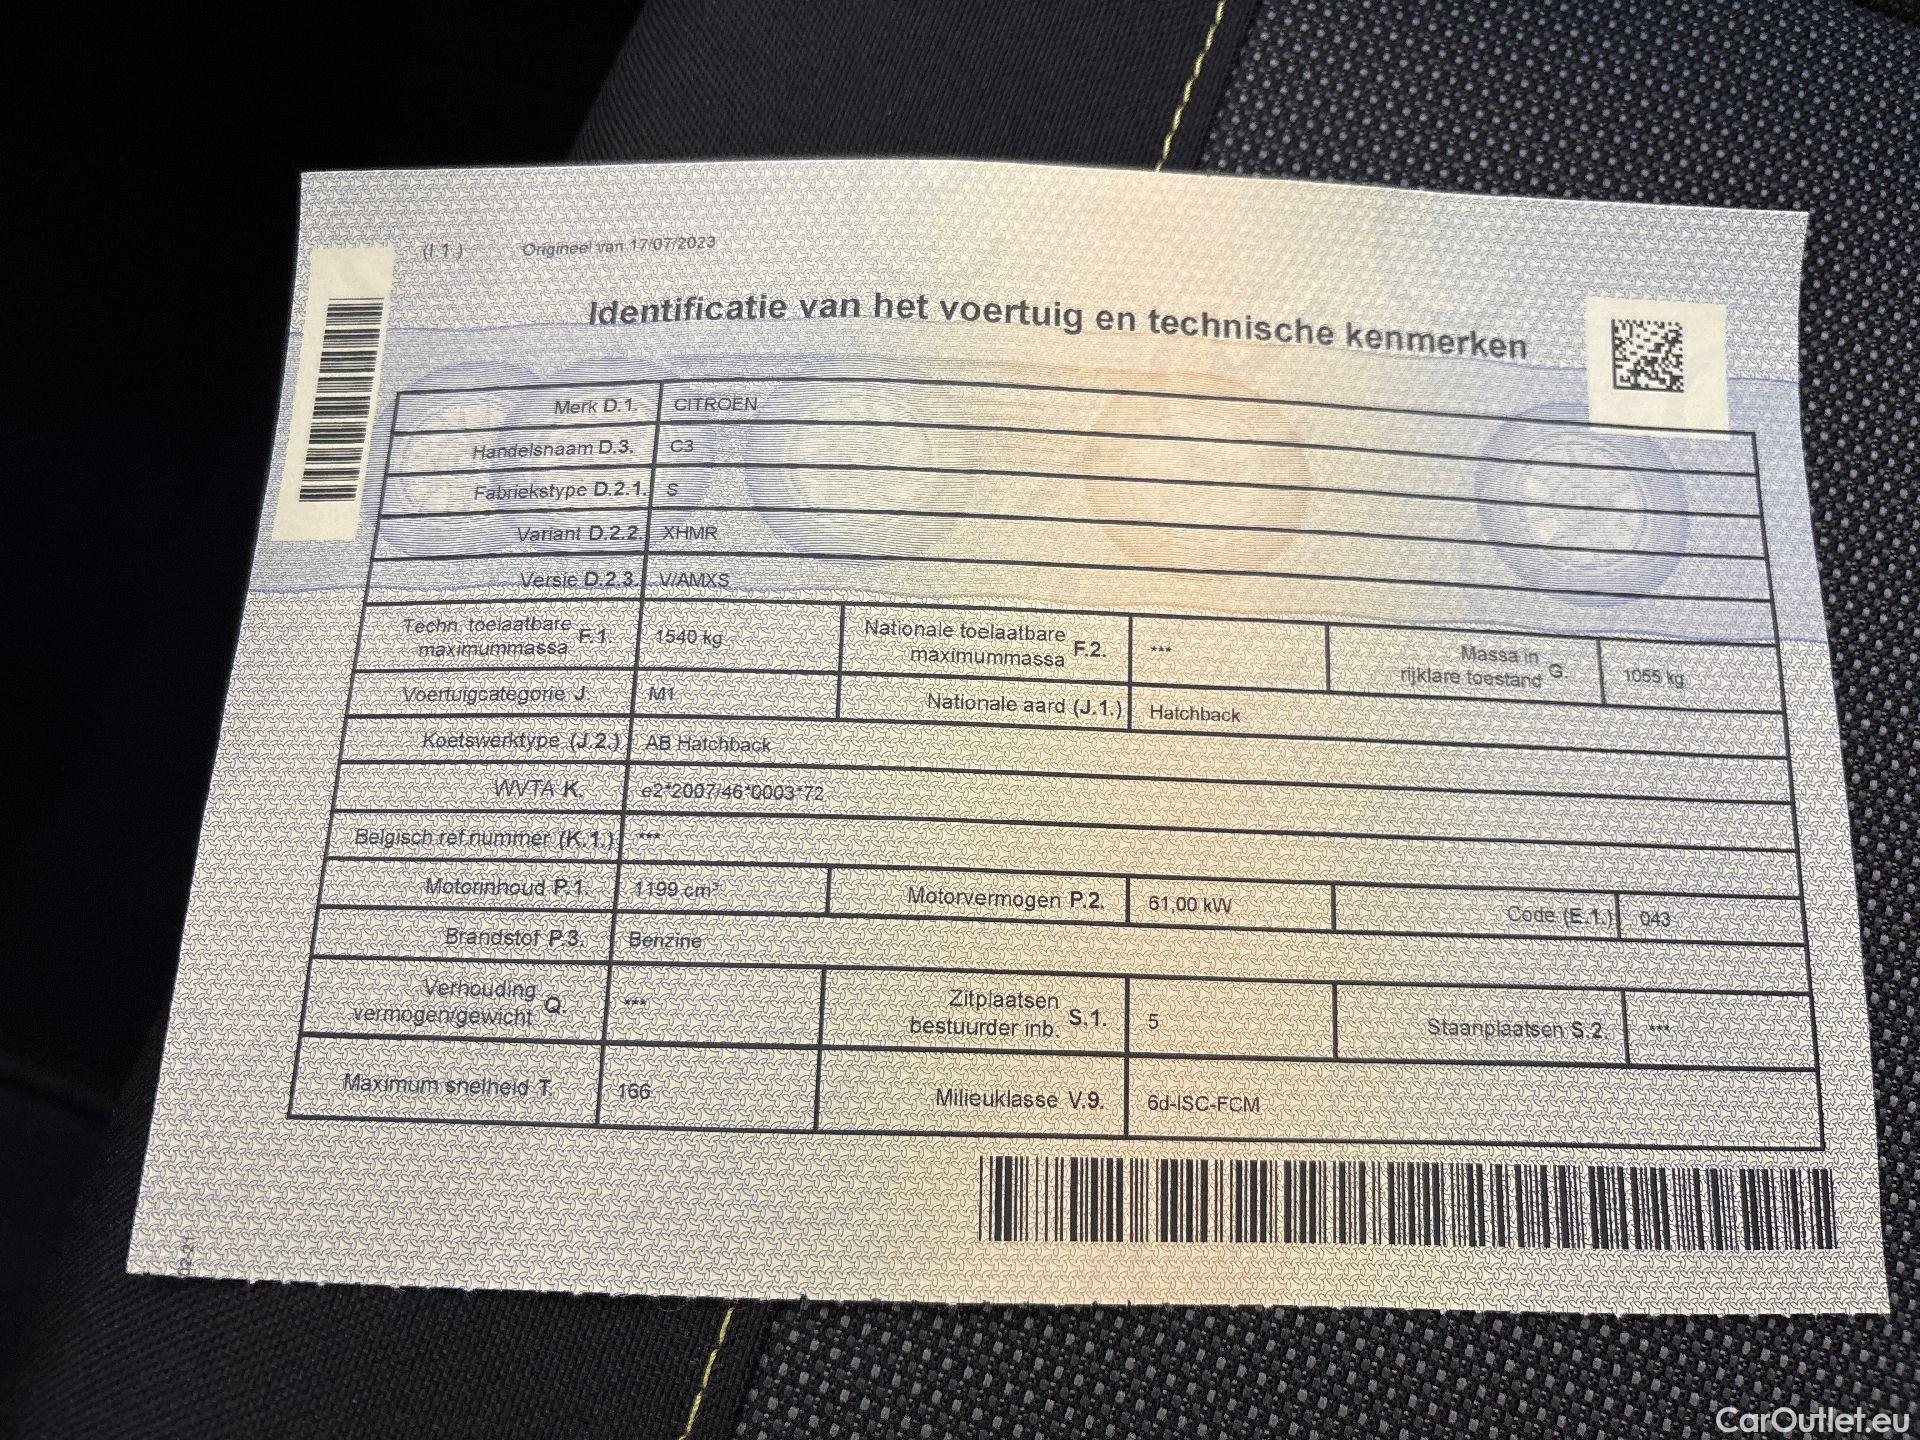 (I.1.) Origineel van 17/07/2023
Identificatie van het voertuig en technische kenmerken
Merk D.1. CITROEN
Handelsnaam D.3. C3
Fabriekstype D.2.1. S
Variant D.2.2. XHMR
Versie D.2.3. V/AMXS
Techn. toelaatbare maximummassa F.1. 1540 kg Nationale toelaatbare maximummassa F.2. *** Massa in rijklare toestand G. 1055 kg
Voertuigcategorie J. M1 Nationale aard (J.1.) Hatchback
Koetswerktype (J.2.) AB Hatchback
WVTA K. e2*2007/46*0003*72
Belgisch ref.nummer (K.1.) ***
Motorinhoud P.1. 1199 cm³ Motorvermogen P.2. 61,00 kW Code (E.1.) 043
Brandstof P.3. Benzine
Verhouding vermogen/gewicht Q. *** Zitplaatsen bestuurder inb. S.1. 5 Staanplaatsen S.2. ***
Maximum snelheid T. 166 Milieuklasse V.9. 6d-ISC-FCM
02-21
CarOutlet.eu